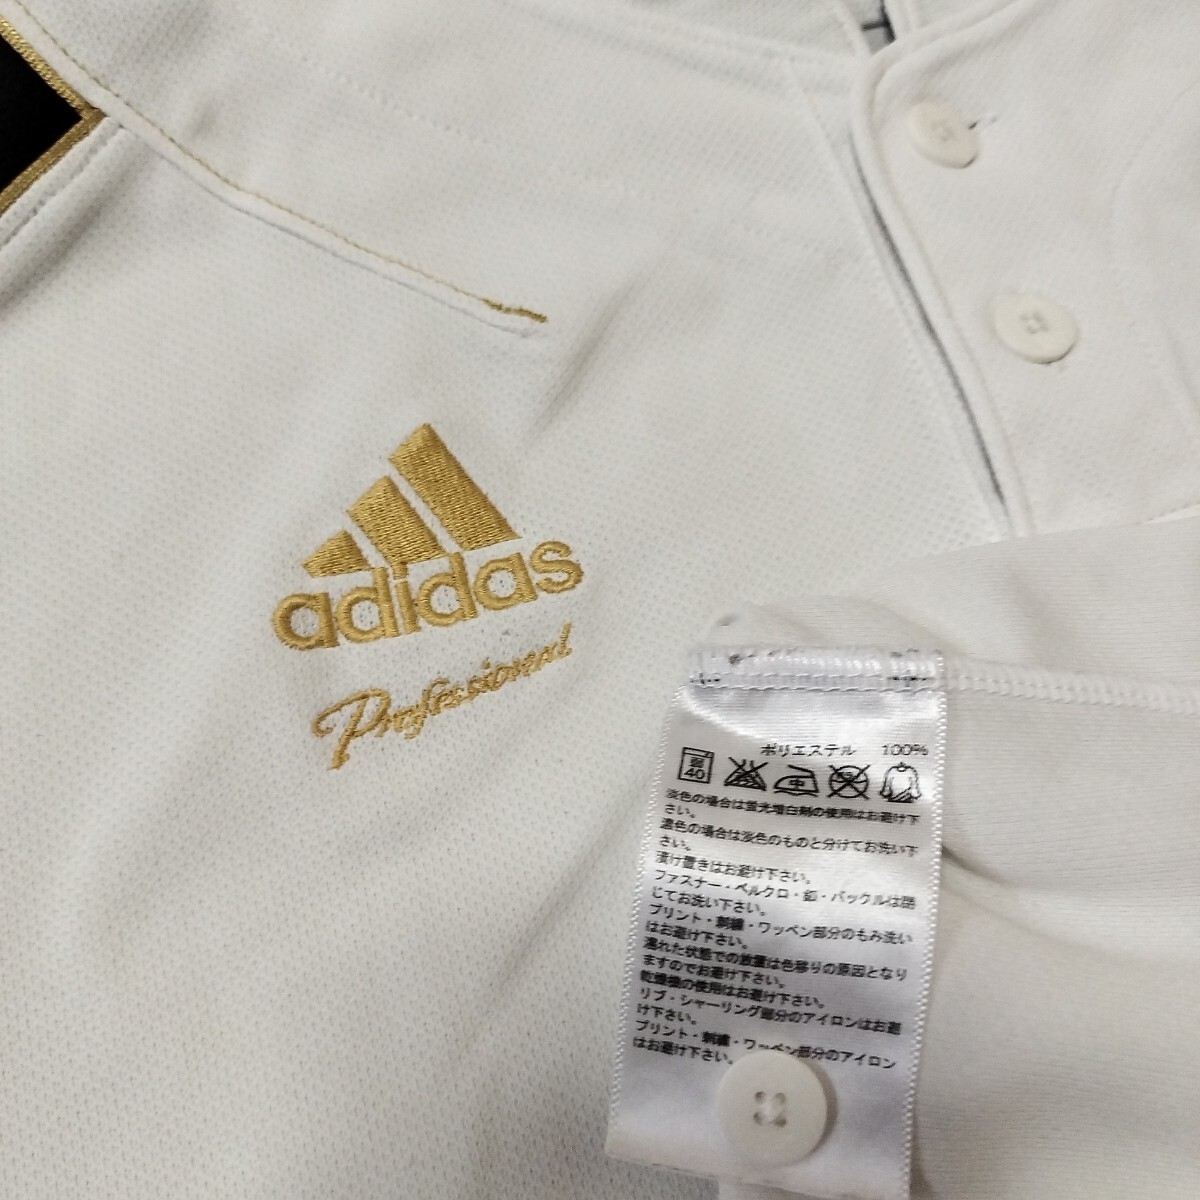 adidas
Professional
ポリエステル 100%
弱
40
中
淡色の場合は蛍光増白剤の使用はお避け下
さい。
濃色の場合は淡色のものと分けてお洗い下
さい。
漬け置きはお避け下さい。
ファスナー・ベルクロ・釦・バックルは閉
じてお洗い下さい。
プリント・刺繍・ワッペン部分のもみ洗い
はお避け下さい。
濡れた状態での放置は色移りの原因となり
ますのでお避け下さい。
乾燥機の使用はお避け下さい。
リブ・シャーリング部分のアイロンはお避
け下さい。
プリント・刺繍・ワッペン部分のアイロン
はお避け下さい。